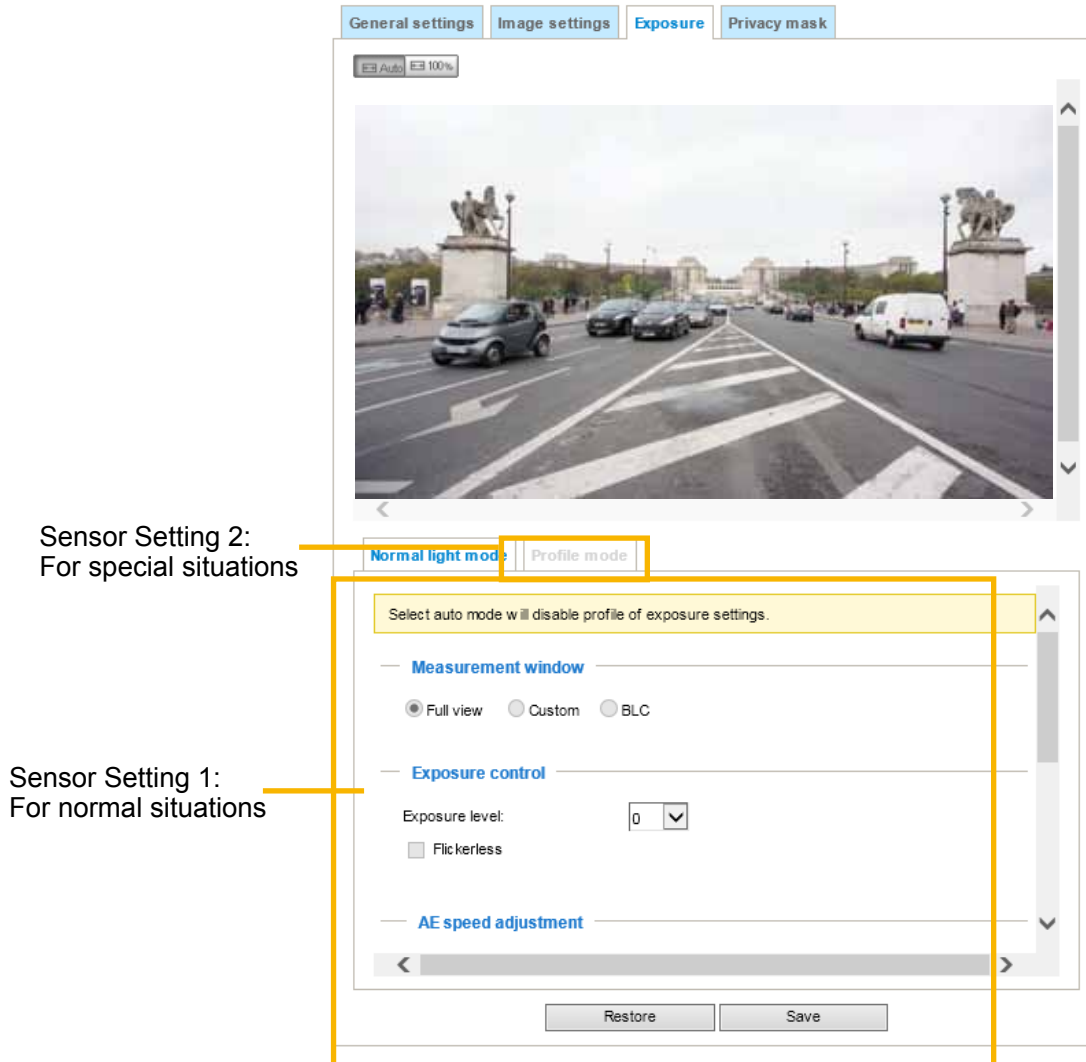 General settings Image settings Exposure Privacy mask
Auto 100%
Sensor Setting 2:
For special situations
Normal light mode Profile mode
Select auto mode will disable profile of exposure settings.
Measurement window
Full view Custom BLC
Sensor Setting 1:
For normal situations
Exposure control
Exposure level: 0
Flickerless
AE speed adjustment
Restore Save